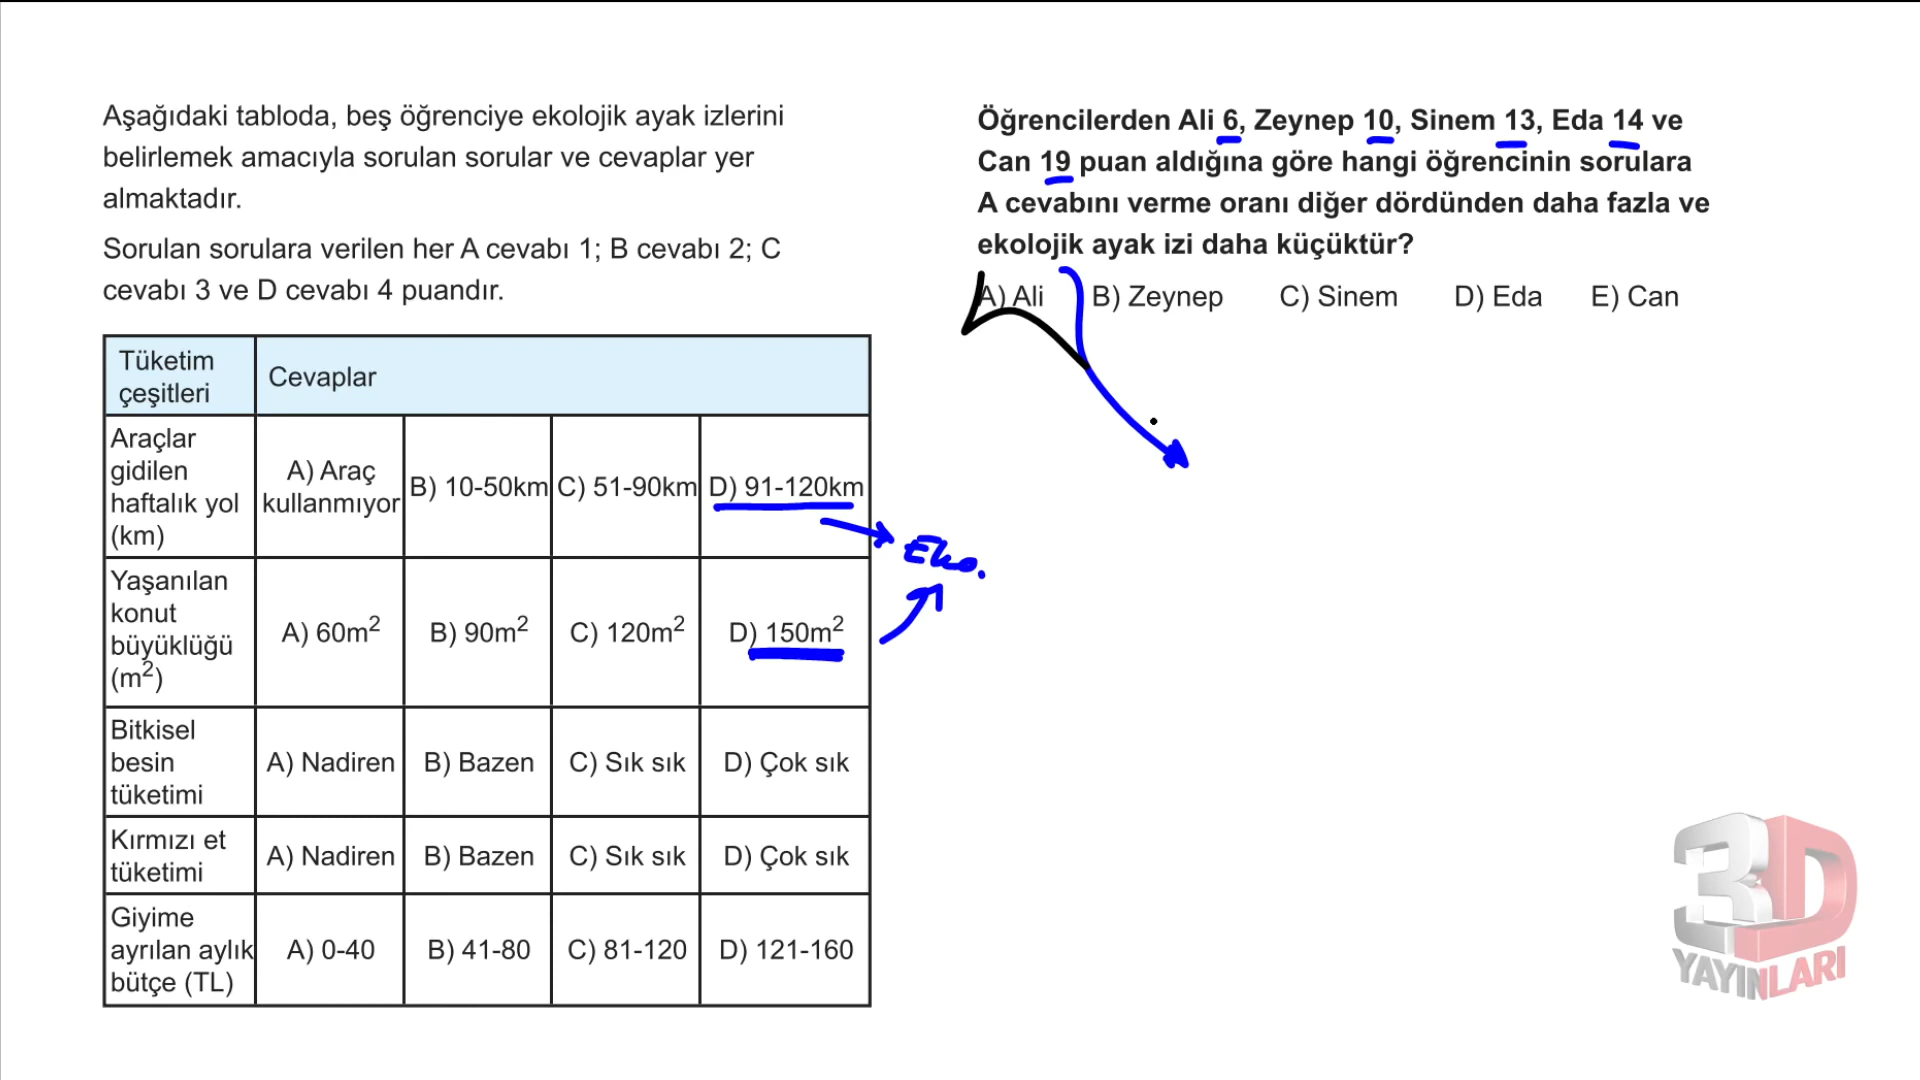 Aşağıdaki tabloda, beş öğrenciye ekolojik ayak izlerini
belirlemek amacıyla sorulan sorular ve cevaplar yer
almaktadır.
Sorulan sorulara verilen her A cevabı 1; B cevabı 2; C
cevabı 3 ve D cevabı 4 puandır.
Tüketim
çeşitleri
Cevaplar
Araçlar
gidilen
haftalık yol
(km)
A) Araç
kullanmıyor
B) 10-50km
C) 51-90km
D) 91-120km
Yaşanılan
konut
büyüklüğü
(m²)
A) 60m²
B) 90m²
C) 120m²
D) 150m²
Bitkisel
besin
tüketimi
A) Nadiren
B) Bazen
C) Sık sık
D) Çok sık
Kırmızı et
tüketimi
A) Nadiren
B) Bazen
C) Sık sık
D) Çok sık
Giyime
ayrılan aylık
bütçe (TL)
A) 0-40
B) 41-80
C) 81-120
D) 121-160
Eko.
Öğrencilerden Ali 6, Zeynep 10, Sinem 13, Eda 14 ve
Can 19 puan aldığına göre hangi öğrencinin sorulara
A cevabını verme oranı diğer dördünden daha fazla ve
ekolojik ayak izi daha küçüktür?
A) Ali B) Zeynep C) Sinem D) Eda E) Can
3D
YAYINLARI